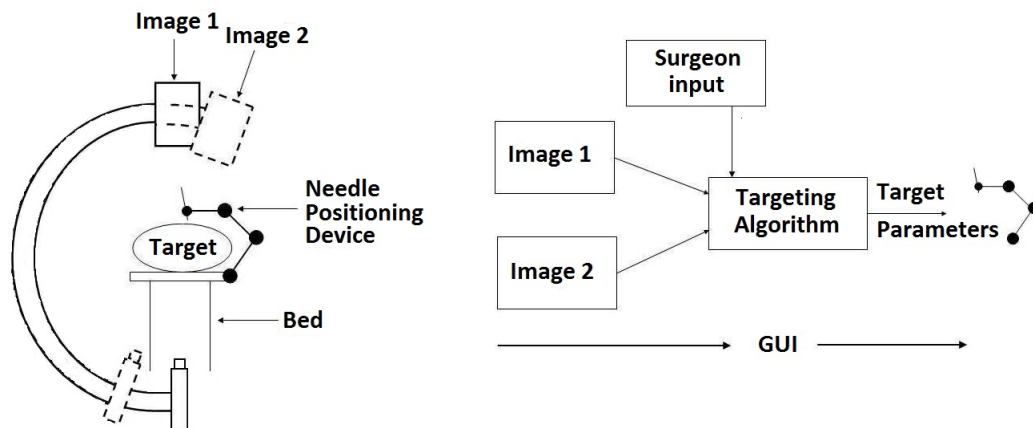 Image 1
Image 2
Needle
Positioning
Device
Target
Bed
Surgeon
input
Image 1
Image 2
Targeting
Algorithm
Target
Parameters
GUI